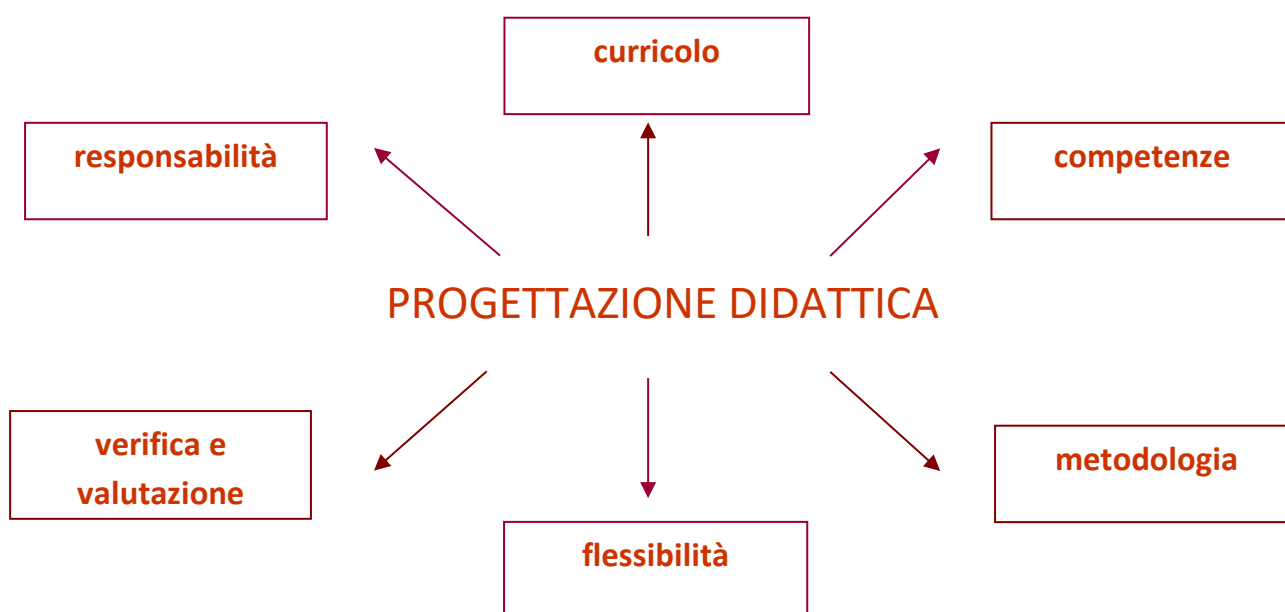 curricolo
responsabilità
competenze
PROGETTAZIONE DIDATTICA
verifica e
valutazione
metodologia
flessibilità